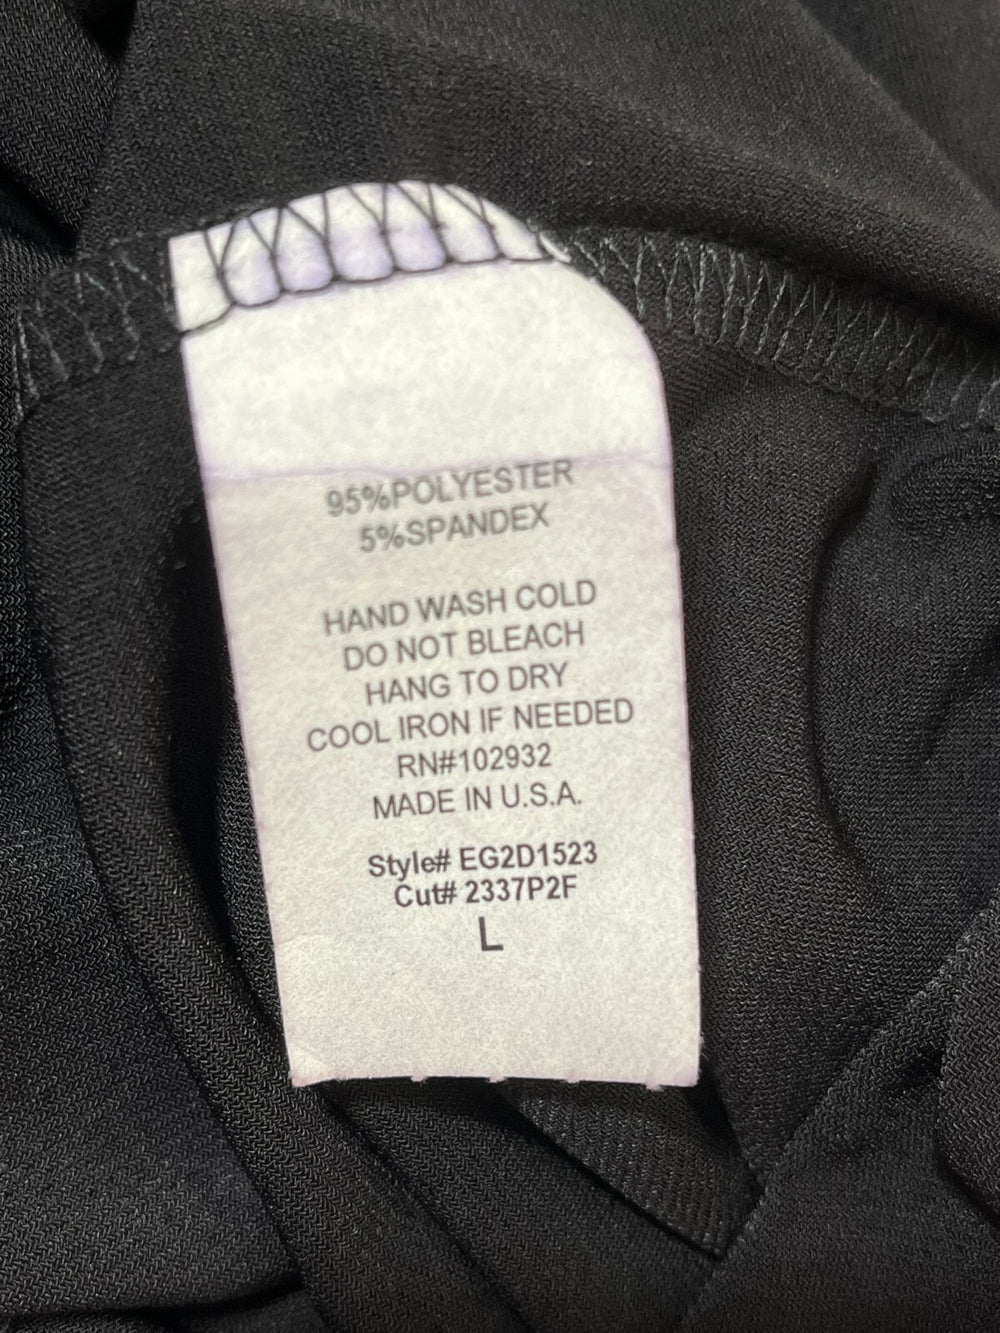 95%POLYESTER
5%SPANDEX
HAND WASH COLD
DO NOT BLEACH
HANG TO DRY
COOL IRON IF NEEDED
RN#102932
MADE IN U.S.A.
Style# EG2D1523
Cut# 2337P2F
L